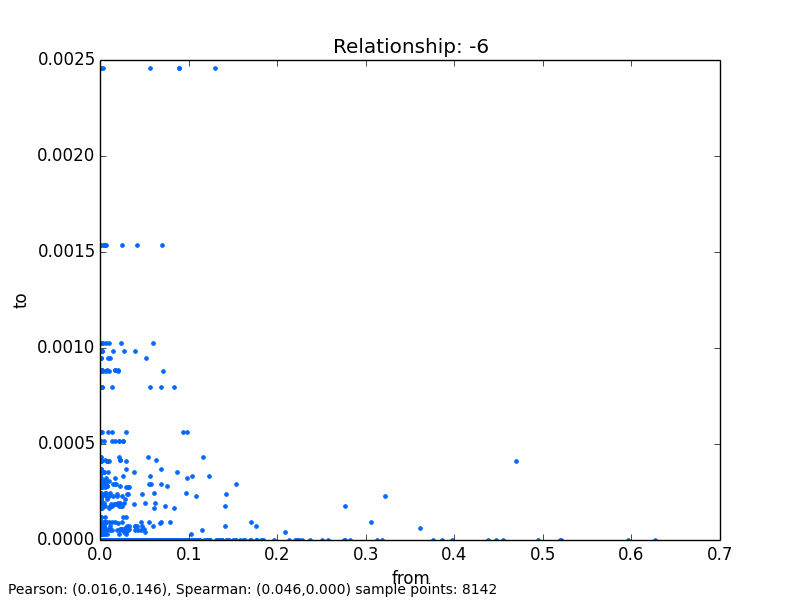 Relationship: -6
0.0025
0.0020
0.0015
0.0010
0.0005
0.0000
to
0.0 0.1 0.2 0.3 0.4 0.5 0.6 0.7
from
Pearson: (0.016,0.146), Spearman: (0.046,0.000) sample points: 8142